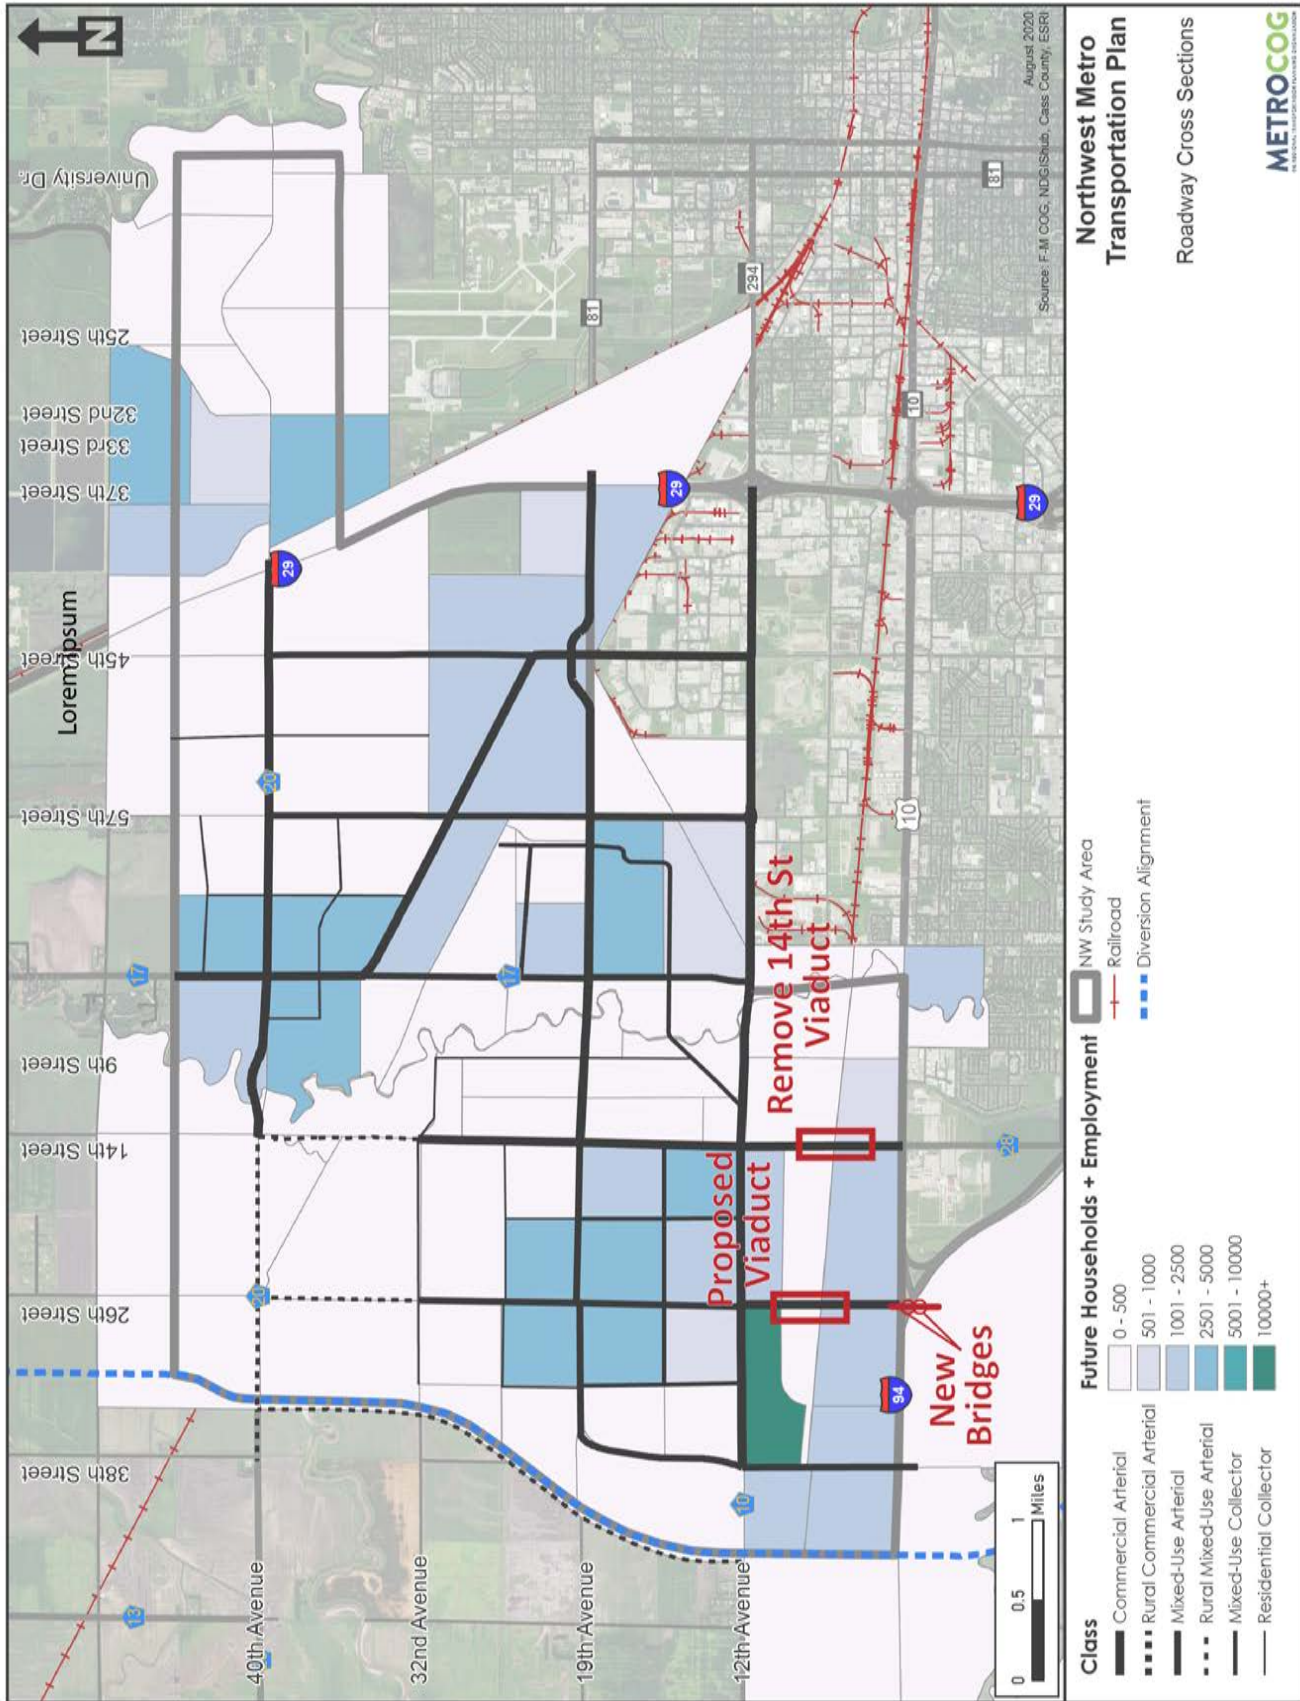 N
University Dr.
25th Street
32nd Street
33rd Street
37th Street
45th Street
Lorem ipsum
57th Street
9th Street
14th Street
26th Street
38th Street
40th Avenue
32nd Avenue
19th Avenue
12th Avenue
81
81
81
294
10
10
29
29
29
20
17
17
20
28
94
10
13
Remove 14th St
Viaduct
Proposed
Viaduct
New
Bridges
August 2020
Source: F-M COG, NDGIShub, Cass County, ESRI
0
0.5
1
Miles
Class
Commercial Arterial
Rural Commercial Arterial
Mixed-Use Arterial
Rural Mixed-Use Arterial
Mixed-Use Collector
Residential Collector
Future Households + Employment
0 - 500
501 - 1000
1001 - 2500
2501 - 5000
5001 - 10000
10000+
NW Study Area
Railroad
Diversion Alignment
Northwest Metro
Transportation Plan
Roadway Cross Sections
METROCOG